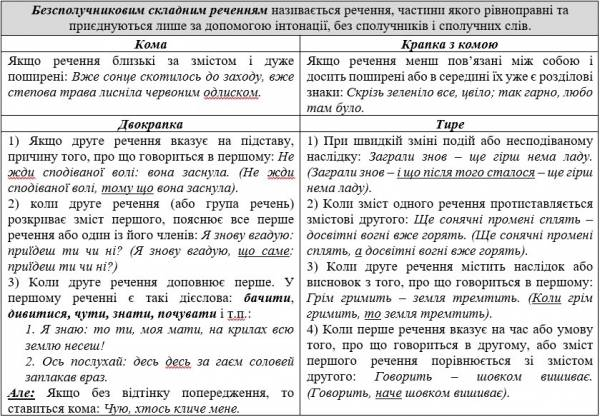 Безсполучниковим складним реченням називається речення, частини якого рівноправні та
приєднуються лише за допомогою інтонації, без сполучників і сполучних слів.
Кома
Якщо речення близькі за змістом і дуже
поширені: Вже сонце скотилось до заходу, вже
степова трава лисніла червоним одлиском.
Крапка з комою
Якщо речення менш пов’язані між собою і
досить поширені або в середині їх уже є розділові
знаки: Скрізь зеленіло все, цвіло; так гарно, любо
там було.
Двокрапка
1) Якщо друге речення вказує на підставу,
причину того, про що говориться в першому: Не
жди сподіваної волі: вона заснула. (Не жди
сподіваної волі, тому що вона заснула).
2) коли друге речення (або група речень)
розкриває зміст першого, пояснює все перше
речення або один із його членів: Я знову вгадую:
приїдеш ти чи ні? (Я знову вгадую, що саме:
приїдеш ти чи ні?)
3) Коли друге речення доповнює перше. У
першому реченні є такі дієслова: бачити,
дивитися, чути, знати, почувати і т.п.:
1. Я знаю: то ти, моя мати, на крилах всю
землю несеш!
2. Ось послухай: десь десь за гаєм соловей
заплакав враз.
Але: Якщо без відтінку попередження, то
ставиться кома: Чую, хтось кличе мене.
Тире
1) При швидкій зміні подій або несподіваному
наслідку: Заграли знов – ще гірш нема ладу.
(Заграли знов – і що після того сталося – ще гірш
нема ладу).
2) Коли зміст одного речення протиставляється
змістові другого: Ще сонячні промені сплять –
досвітні вогні вже горять. (Ще сонячні промені
сплять, а досвітні вогні вже горять).
3) Коли друге речення містить наслідок або
висновок з того, про що говориться в першому:
Грім гримить – земля тремтить. (Коли грім
гримить, то земля тремтить).
4) Коли перше речення вказує на час або умову
того, про що говориться в другому, або зміст
першого речення порівнюється зі змістом
другого: Говорить – шовком вишиває.
(Говорить, наче шовком вишиває).